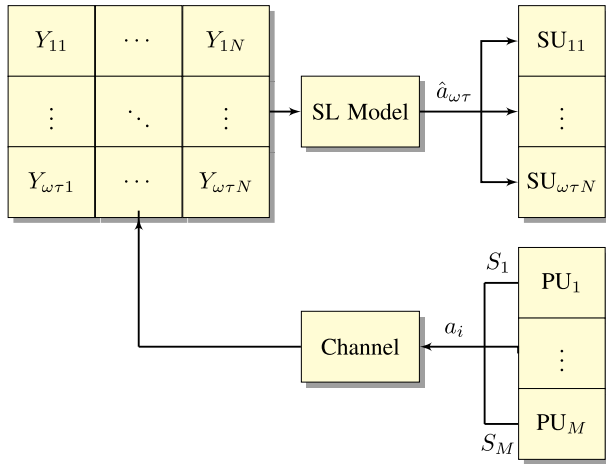 Y₁₁ ⋯ Y₁N
⋮ ⋱ ⋮
Yωτ1 ⋯ YωτN
SL Model
âωτ
SU₁₁
⋮
SUωτN
S₁
PU₁
⋮
PUM
SM
aᵢ
Channel